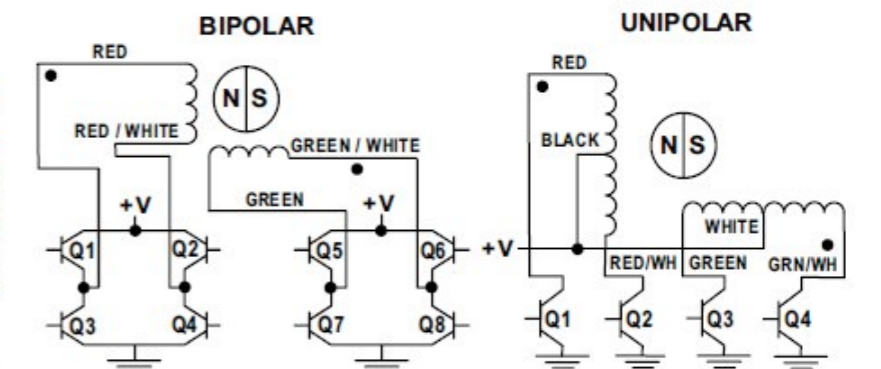 BIPOLAR
UNIPOLAR
RED
N S
RED / WHITE
GREEN / WHITE
GREEN
+V
+V
Q1
Q2
Q5
Q6
Q3
Q4
Q7
Q8
RED
BLACK
N S
WHITE
+V
RED/WH
GREEN
GRN/WH
Q1
Q2
Q3
Q4